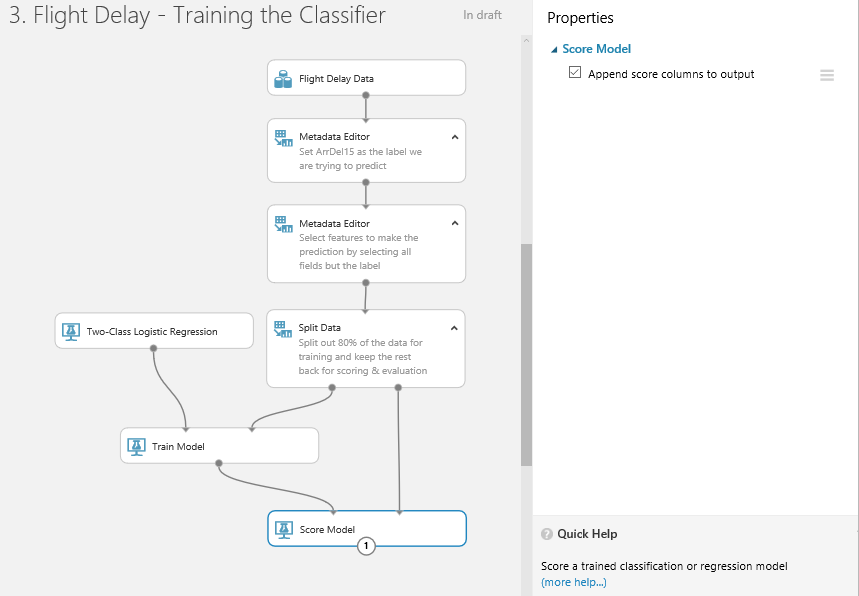 3. Flight Delay - Training the Classifier
In draft
Flight Delay Data
Metadata Editor
Set ArrDel15 as the label we
are trying to predict
Metadata Editor
Select features to make the
prediction by selecting all
fields but the label
Two-Class Logistic Regression
Split Data
Split out 80% of the data for
training and keep the rest
back for scoring & evaluation
Train Model
Score Model
1
Properties
Score Model
Append score columns to output
? Quick Help
Score a trained classification or regression model
(more help...)